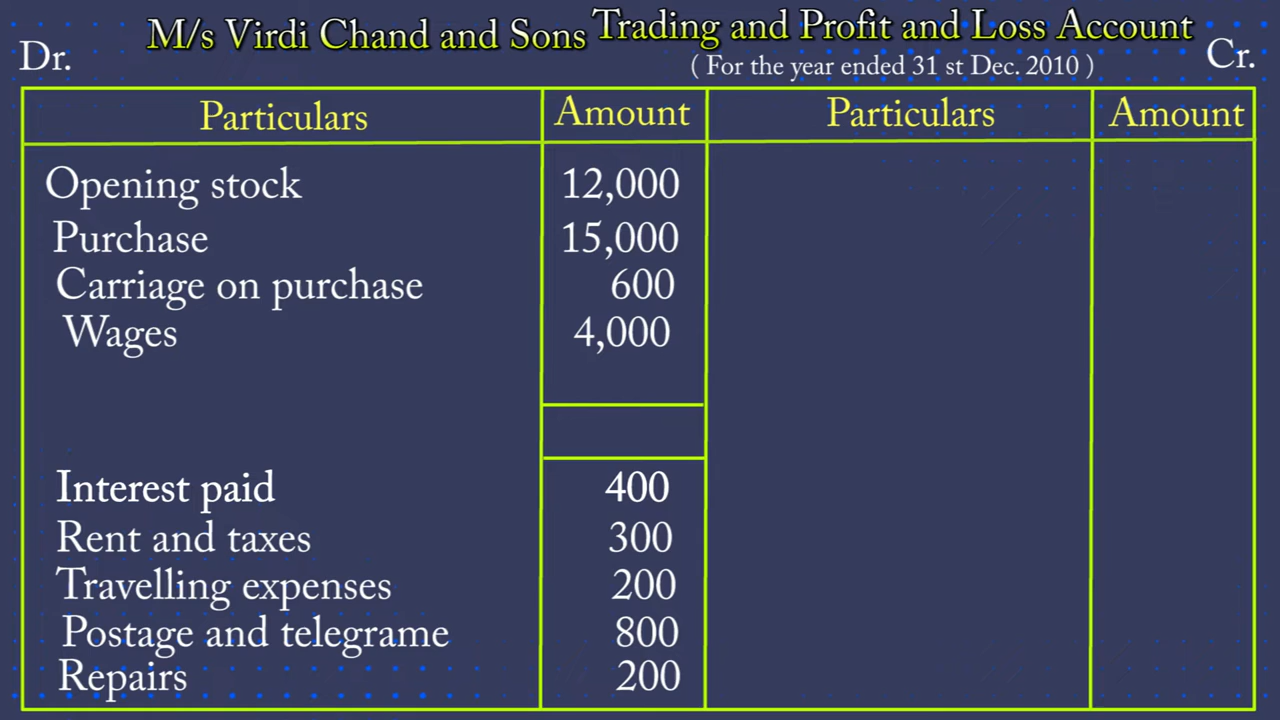 M/s Virdi Chand and Sons Trading and Profit and Loss Account
Dr. ( For the year ended 31 st Dec. 2010 ) Cr.
Particulars Amount Particulars Amount
Opening stock 12,000
Purchase 15,000
Carriage on purchase 600
Wages 4,000
Interest paid 400
Rent and taxes 300
Travelling expenses 200
Postage and telegrame 800
Repairs 200